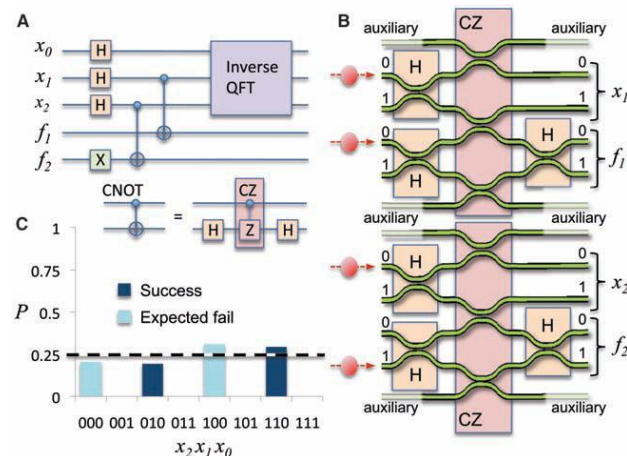 A
x₀
x₁
x₂
f₁
f₂
H
H
H
X
Inverse
QFT
CNOT
=
CZ
H
Z
H
C
P
1
0.75
0.5
0.25
0
Success
Expected fail
000 001 010 011 100 101 110 111
x₂x₁x₀
B
CZ
auxiliary
auxiliary
0
H
0
1
1
x₁
0
H
H
0
1
H
1
f₁
auxiliary
auxiliary
0
H
0
1
1
x₂
0
H
H
0
1
H
1
f₂
auxiliary
auxiliary
CZ